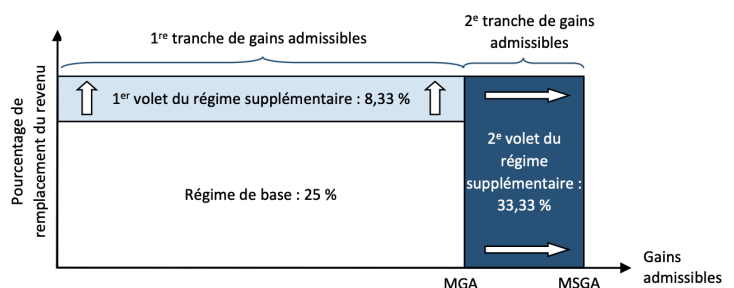 1re tranche de gains admissibles
2e tranche de gains
admissibles
Pourcentage de
remplacement du revenu
1er volet du régime supplémentaire : 8,33 %
Régime de base : 25 %
2e volet du
régime
supplémentaire :
33,33 %
Gains
admissibles
MGA
MSGA